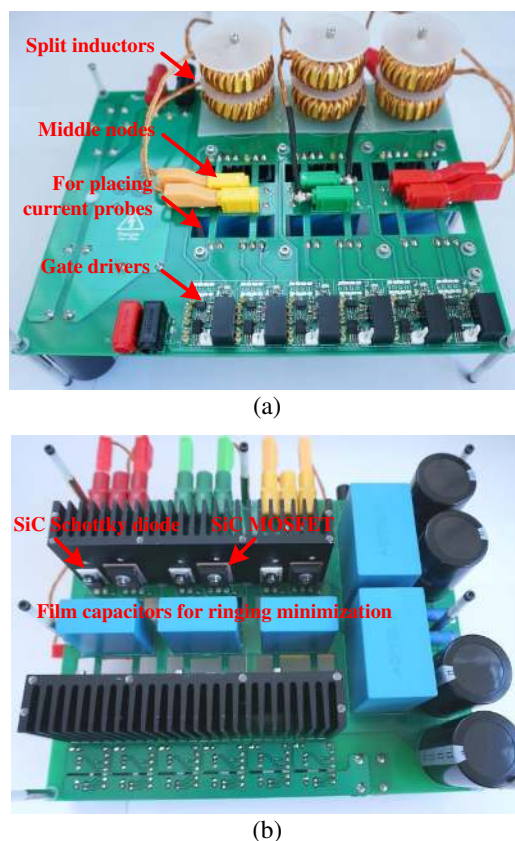 Split inductors
Middle nodes
For placing
current probes
Gate drivers
(a)
SiC Schottky diode
SiC MOSFET
Film capacitors for ringing minimization
(b)